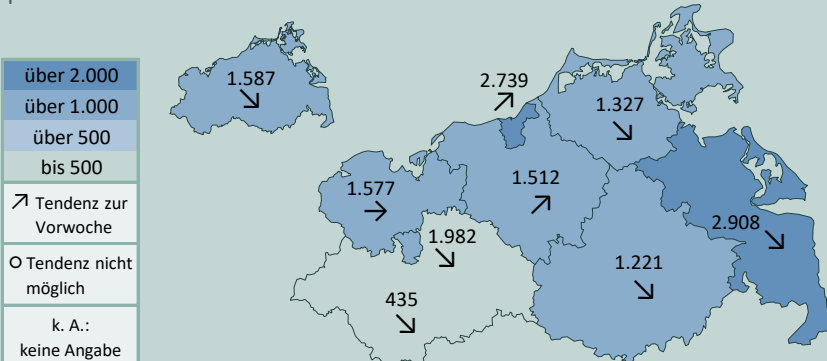 über 2.000
über 1.000
über 500
bis 500
↗ Tendenz zur
Vorwoche
O Tendenz nicht
möglich
k. A.:
keine Angabe
1.587
↘
2.739
↗
1.327
↘
1.577
→
1.512
↗
2.908
↘
1.982
↘
1.221
↘
435
↘